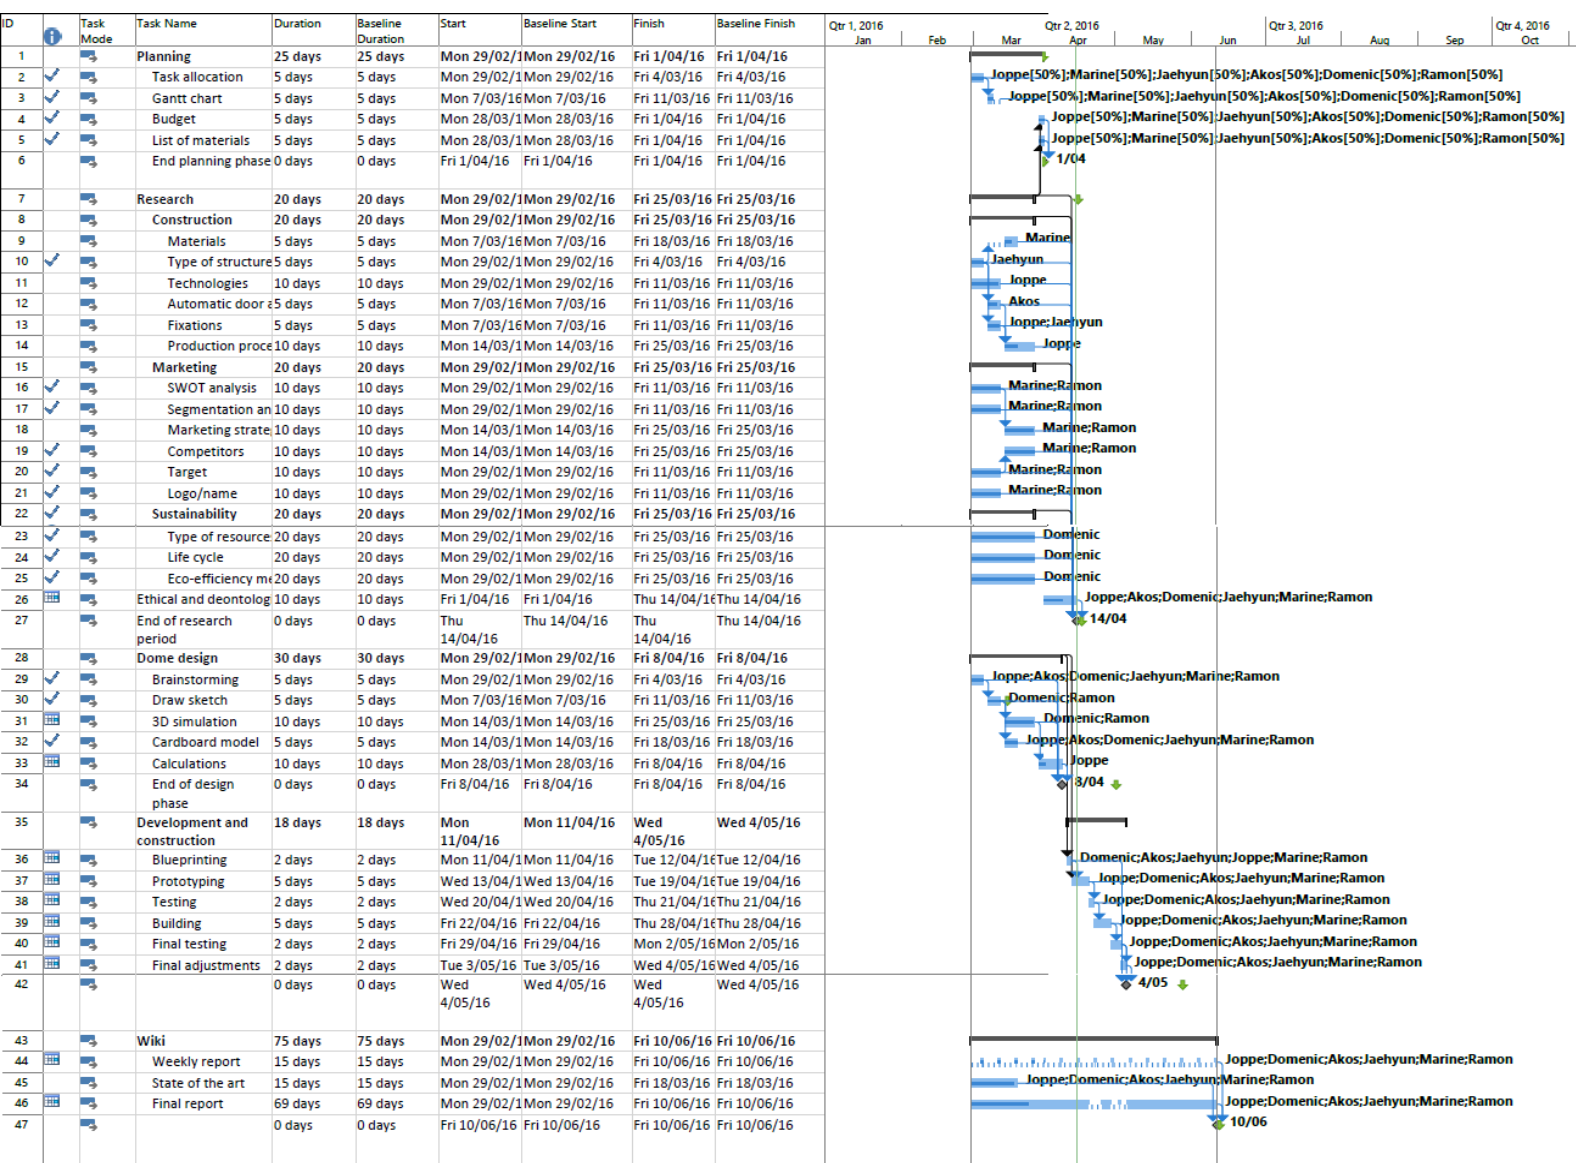 ID Task Mode Task Name Duration Baseline Duration Start Baseline Start Finish Baseline Finish Qtr 1, 2016 Jan Feb Qtr 2, 2016 Mar Apr May Jun Qtr 3, 2016 Jul Aug Sep Qtr 4, 2016 Oct
1 Planning 25 days 25 days Mon 29/02/1 Mon 29/02/16 Fri 1/04/16 Fri 1/04/16
2 Task allocation 5 days 5 days Mon 29/02/1 Mon 29/02/16 Fri 4/03/16 Fri 4/03/16 Joppe[50%];Marine[50%];Jaehyun[50%];Akos[50%];Domenic[50%];Ramon[50%]
3 Gantt chart 5 days 5 days Mon 7/03/16 Mon 7/03/16 Fri 11/03/16 Fri 11/03/16 Joppe[50%];Marine[50%];Jaehyun[50%];Akos[50%];Domenic[50%];Ramon[50%]
4 Budget 5 days 5 days Mon 28/03/1 Mon 28/03/16 Fri 1/04/16 Fri 1/04/16 Joppe[50%];Marine[50%];Jaehyun[50%];Akos[50%];Domenic[50%];Ramon[50%]
5 List of materials 5 days 5 days Mon 28/03/1 Mon 28/03/16 Fri 1/04/16 Fri 1/04/16 Joppe[50%];Marine[50%];Jaehyun[50%];Akos[50%];Domenic[50%];Ramon[50%]
6 End planning phase 0 days 0 days Fri 1/04/16 Fri 1/04/16 Fri 1/04/16 Fri 1/04/16 1/04
7 Research 20 days 20 days Mon 29/02/1 Mon 29/02/16 Fri 25/03/16 Fri 25/03/16
8 Construction 20 days 20 days Mon 29/02/1 Mon 29/02/16 Fri 25/03/16 Fri 25/03/16
9 Materials 5 days 5 days Mon 7/03/16 Mon 7/03/16 Fri 18/03/16 Fri 18/03/16 Marine
10 Type of structure 5 days 5 days Mon 29/02/1 Mon 29/02/16 Fri 4/03/16 Fri 4/03/16 Jaehyun
11 Technologies 10 days 10 days Mon 29/02/1 Mon 29/02/16 Fri 11/03/16 Fri 11/03/16 Joppe
12 Automatic door a 5 days 5 days Mon 7/03/16 Mon 7/03/16 Fri 11/03/16 Fri 11/03/16 Akos
13 Fixations 5 days 5 days Mon 7/03/16 Mon 7/03/16 Fri 11/03/16 Fri 11/03/16 Joppe;Jaehyun
14 Production proce 10 days 10 days Mon 14/03/1 Mon 14/03/16 Fri 25/03/16 Fri 25/03/16 Joppe
15 Marketing 20 days 20 days Mon 29/02/1 Mon 29/02/16 Fri 25/03/16 Fri 25/03/16
16 SWOT analysis 10 days 10 days Mon 29/02/1 Mon 29/02/16 Fri 11/03/16 Fri 11/03/16 Marine;Ramon
17 Segmentation an 10 days 10 days Mon 29/02/1 Mon 29/02/16 Fri 11/03/16 Fri 11/03/16 Marine;Ramon
18 Marketing strate 10 days 10 days Mon 14/03/1 Mon 14/03/16 Fri 25/03/16 Fri 25/03/16 Marine;Ramon
19 Competitors 10 days 10 days Mon 14/03/1 Mon 14/03/16 Fri 25/03/16 Fri 25/03/16 Marine;Ramon
20 Target 10 days 10 days Mon 29/02/1 Mon 29/02/16 Fri 11/03/16 Fri 11/03/16 Marine;Ramon
21 Logo/name 10 days 10 days Mon 29/02/1 Mon 29/02/16 Fri 11/03/16 Fri 11/03/16 Marine;Ramon
22 Sustainability 20 days 20 days Mon 29/02/1 Mon 29/02/16 Fri 25/03/16 Fri 25/03/16
23 Type of resource 20 days 20 days Mon 29/02/1 Mon 29/02/16 Fri 25/03/16 Fri 25/03/16 Domenic
24 Life cycle 20 days 20 days Mon 29/02/1 Mon 29/02/16 Fri 25/03/16 Fri 25/03/16 Domenic
25 Eco-efficiency me 20 days 20 days Mon 29/02/1 Mon 29/02/16 Fri 25/03/16 Fri 25/03/16 Domenic
26 Ethical and deontolog 10 days 10 days Fri 1/04/16 Fri 1/04/16 Thu 14/04/16 Thu 14/04/16 Joppe;Akos;Domenic;Jaehyun;Marine;Ramon
27 End of research period 0 days 0 days Thu 14/04/16 Thu 14/04/16 Thu 14/04/16 Thu 14/04/16 14/04
28 Dome design 30 days 30 days Mon 29/02/1 Mon 29/02/16 Fri 8/04/16 Fri 8/04/16
29 Brainstorming 5 days 5 days Mon 29/02/1 Mon 29/02/16 Fri 4/03/16 Fri 4/03/16 Joppe;Akos;Domenic;Jaehyun;Marine;Ramon
30 Draw sketch 5 days 5 days Mon 7/03/16 Mon 7/03/16 Fri 11/03/16 Fri 11/03/16 Domenic;Ramon
31 3D simulation 10 days 10 days Mon 14/03/1 Mon 14/03/16 Fri 25/03/16 Fri 25/03/16 Domenic;Ramon
32 Cardboard model 5 days 5 days Mon 14/03/1 Mon 14/03/16 Fri 18/03/16 Fri 18/03/16 Joppe;Akos;Domenic;Jaehyun;Marine;Ramon
33 Calculations 10 days 10 days Mon 28/03/1 Mon 28/03/16 Fri 8/04/16 Fri 8/04/16 Joppe
34 End of design phase 0 days 0 days Fri 8/04/16 Fri 8/04/16 Fri 8/04/16 Fri 8/04/16 8/04
35 Development and construction 18 days 18 days Mon 11/04/16 Mon 11/04/16 Wed 4/05/16 Wed 4/05/16
36 Blueprinting 2 days 2 days Mon 11/04/1 Mon 11/04/16 Tue 12/04/16 Tue 12/04/16 Domenic;Akos;Jaehyun;Joppe;Marine;Ramon
37 Prototyping 5 days 5 days Wed 13/04/1 Wed 13/04/16 Tue 19/04/16 Tue 19/04/16 Joppe;Domenic;Akos;Jaehyun;Marine;Ramon
38 Testing 2 days 2 days Wed 20/04/1 Wed 20/04/16 Thu 21/04/16 Thu 21/04/16 Joppe;Domenic;Akos;Jaehyun;Marine;Ramon
39 Building 5 days 5 days Fri 22/04/16 Fri 22/04/16 Thu 28/04/16 Thu 28/04/16 Joppe;Domenic;Akos;Jaehyun;Marine;Ramon
40 Final testing 2 days 2 days Fri 29/04/16 Fri 29/04/16 Mon 2/05/16 Mon 2/05/16 Joppe;Domenic;Akos;Jaehyun;Marine;Ramon
41 Final adjustments 2 days 2 days Tue 3/05/16 Tue 3/05/16 Wed 4/05/16 Wed 4/05/16 Joppe;Domenic;Akos;Jaehyun;Marine;Ramon
42 0 days 0 days Wed 4/05/16 Wed 4/05/16 Wed 4/05/16 Wed 4/05/16 4/05
43 Wiki 75 days 75 days Mon 29/02/1 Mon 29/02/16 Fri 10/06/16 Fri 10/06/16
44 Weekly report 15 days 15 days Mon 29/02/1 Mon 29/02/16 Fri 10/06/16 Fri 10/06/16 Joppe;Domenic;Akos;Jaehyun;Marine;Ramon
45 State of the art 15 days 15 days Mon 29/02/1 Mon 29/02/16 Fri 18/03/16 Fri 18/03/16 Joppe;Domenic;Akos;Jaehyun;Marine;Ramon
46 Final report 69 days 69 days Mon 29/02/1 Mon 29/02/16 Fri 10/06/16 Fri 10/06/16 Joppe;Domenic;Akos;Jaehyun;Marine;Ramon
47 0 days 0 days Fri 10/06/16 Fri 10/06/16 Fri 10/06/16 Fri 10/06/16 10/06